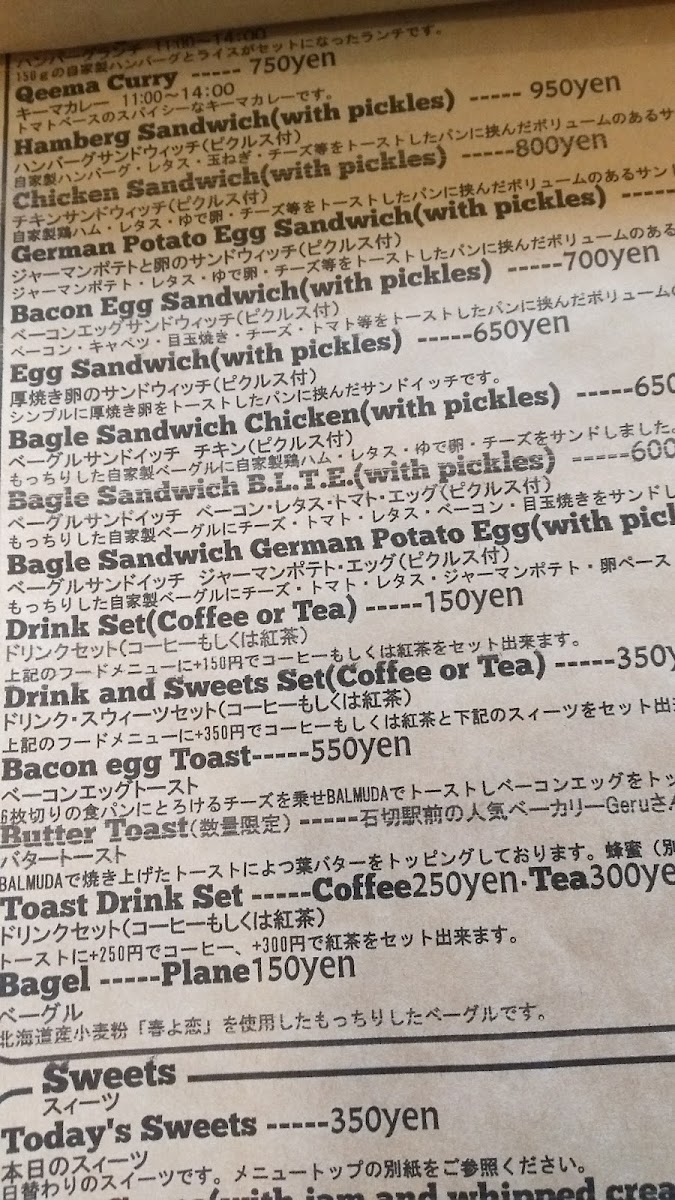 ハンバーグランチ 11:00～14:00
150gの自家製ハンバーグとライスがセットになったランチです。
Qeema Curry ----- 750yen
キーマカレー 11:00～14:00
トマトベースのスパイシーなキーマカレーです。
Hamberg Sandwich(with pickles) ----- 950yen
ハンバーグサンドウィッチ(ピクルス付)
自家製ハンバーグ・レタス・玉ねぎ・チーズ等をトーストしたパンに挟んだボリュームのあるサ
Chicken Sandwich(with pickles) -----800yen
チキンサンドウィッチ(ピクルス付)
自家製鶏ハム・レタス・ゆで卵・チーズ等をトーストしたパンに挟んだボリュームのあるサンド
German Potato Egg Sandwich(with pickles) -----
ジャーマンポテトと卵のサンドウィッチ(ピクルス付)
ジャーマンポテト・レタス・ゆで卵・チーズ等をトーストしたパンに挟んだボリュームのある
Bacon Egg Sandwich(with pickles) -----700yen
ベーコンエッグサンドウィッチ(ピクルス付)
ベーコン・キャベツ・目玉焼き・チーズ・トマト等をトーストしたパンに挟んだボリュームの
Egg Sandwich(with pickles) -----650yen
厚焼き卵のサンドウィッチ(ピクルス付)
シンプルに厚焼き卵をトーストしたパンに挟んだサンドイッチです。
Bagle Sandwich Chicken(with pickles) -----650
ベーグルサンドイッチ チキン(ピクルス付)
もっちりした自家製ベーグルに自家製鶏ハム・レタス・ゆで卵・チーズをサンドしました。
Bagle Sandwich B.L.T.E.(with pickles) -----600
ベーグルサンドイッチ ベーコン・レタス・トマト・エッグ(ピクルス付)
もっちりした自家製ベーグルにチーズ・トマト・レタス・ベーコン・目玉焼きをサンドし
Bagle Sandwich German Potato Egg(with pick
ベーグルサンドイッチ ジャーマンポテト・エッグ(ピクルス付)
もっちりした自家製ベーグルにチーズ・トマト・レタス・ジャーマンポテト・卵ペース
Drink Set(Coffee or Tea) -----150yen
ドリンクセット(コーヒーもしくは紅茶)
上記のフードメニューに+150円でコーヒーもしくは紅茶をセット出来ます。
Drink and Sweets Set(Coffee or Tea) -----350y
ドリンク・スウィーツセット(コーヒーもしくは紅茶)
上記のフードメニューに+350円でコーヒーもしくは紅茶と下記のスィーツをセット出
Bacon egg Toast-----550yen
ベーコンエッグトースト
6枚切りの食パンにとろけるチーズを乗せBALMUDAでトーストしベーコンエッグをトッ
Butter Toast(数量限定) -----石切駅前の人気ベーカリーGeruさん
バタートースト
BALMUDAで焼き上げたトーストによつ葉バターをトッピングしております。蜂蜜(別
Toast Drink Set -----Coffee250yen・Tea300ye
ドリンクセット(コーヒーもしくは紅茶)
トーストに+250円でコーヒー、+300円で紅茶をセット出来ます。
Bagel -----Plane150yen
ベーグル
北海道産小麦粉「春よ恋」を使用したもっちりしたベーグルです。
Sweets
スィーツ
Today's Sweets -----350yen
本日のスィーツ
日替わりのスイーツです。メニュートップの別紙をご参照ください。
(with jam and whipped crea